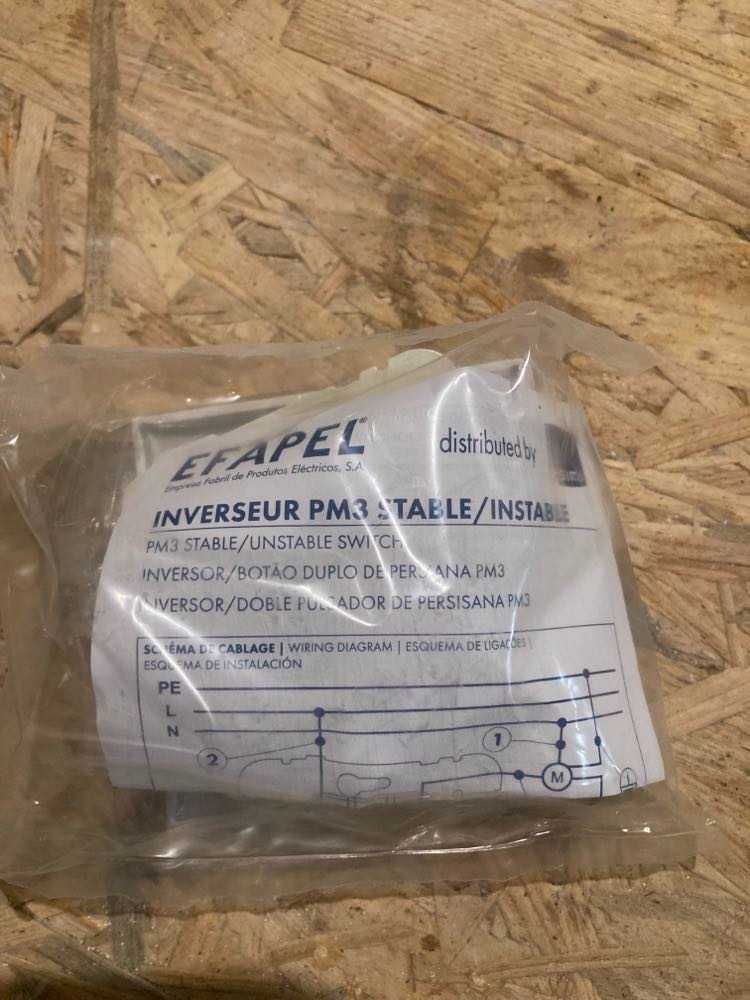 EFAPEL®
Empresa Fabril de Produtos Eléctricos, S.A.
distributed by
INVERSEUR PM3 STABLE/INSTABLE
PM3 STABLE/UNSTABLE SWITCH
INVERSOR/BOTÃO DUPLO DE PERSIANA PM3
INVERSOR/DOBLE PULSADOR DE PERSISANA PM3
SCHÉMA DE CABLAGE | WIRING DIAGRAM | ESQUEMA DE LIGAÇÕES |
ESQUEMA DE INSTALACIÓN
PE
L
N
2
1
M